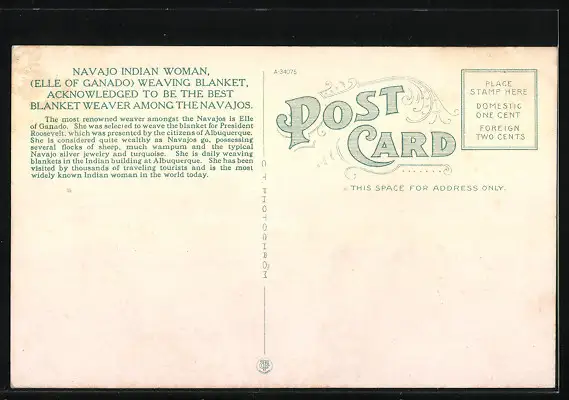 NAVAJO INDIAN WOMAN,
(ELLE OF GANADO) WEAVING BLANKET,
ACKNOWLEDGED TO BE THE BEST
BLANKET WEAVER AMONG THE NAVAJOS.
The most renowned weaver amongst the Navajos is Elle
of Ganado. She was selected to weave the blanket for President
Roosevelt, which was presented by the citizens of Albuquerque.
She is considered quite wealthy as Navajos go, possessing
several flocks of sheep, much wampum and the typical
Navajo silver jewelry and turquoise. She is daily weaving
blankets in the Indian building at Albuquerque. She has been
visited by thousands of traveling tourists and is the most
widely known Indian woman in the world today.
POST
CARD
THIS SPACE FOR ADDRESS ONLY.
PLACE
STAMP HERE
DOMESTIC
ONE CENT
FOREIGN
TWO CENTS